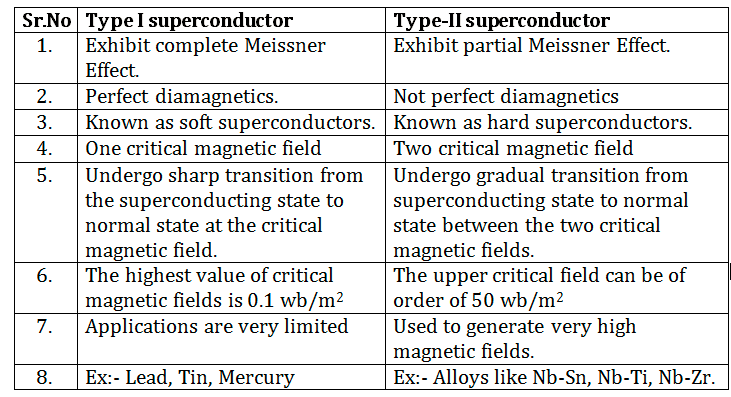 Sr.No Type I superconductor Type-II superconductor
1. Exhibit complete Meissner Exhibit partial Meissner Effect.
Effect.
2. Perfect diamagnetics. Not perfect diamagnetics
3. Known as soft superconductors. Known as hard superconductors.
4. One critical magnetic field Two critical magnetic field
5. Undergo sharp transition from Undergo gradual transition from
the superconducting state to superconducting state to normal
normal state at the critical state between the two critical
magnetic field. magnetic fields.
6. The highest value of critical The upper critical field can be of
magnetic fields is 0.1 wb/m² order of 50 wb/m²
7. Applications are very limited Used to generate very high
magnetic fields.
8. Ex:- Lead, Tin, Mercury Ex:- Alloys like Nb-Sn, Nb-Ti, Nb-Zr.